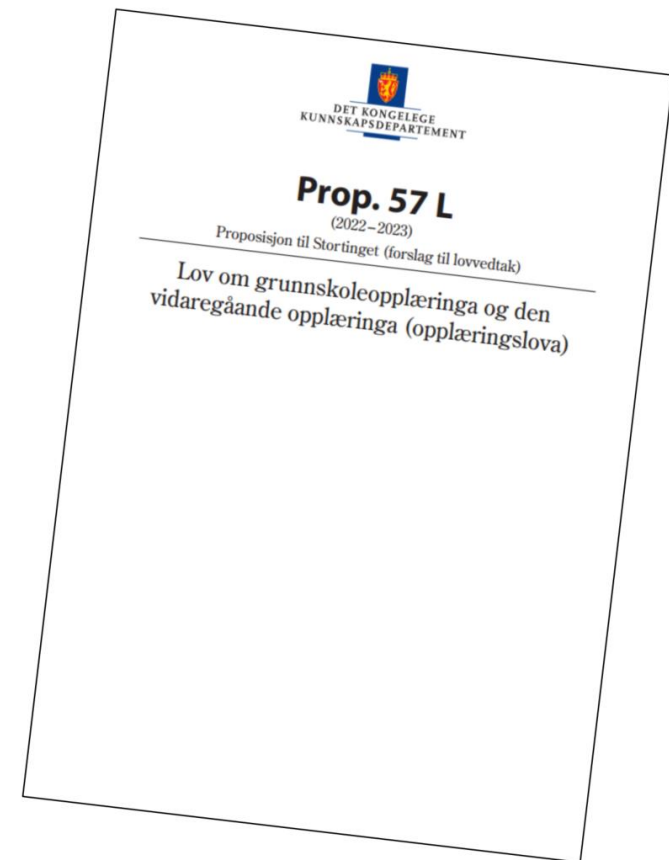 DET KONGELEGE
KUNNSKAPSDEPARTEMENT
Prop. 57 L
(2022–2023)
Proposisjon til Stortinget (forslag til lovvedtak)
Lov om grunnskoleopplæringa og den
vidaregåande opplæringa (opplæringslova)